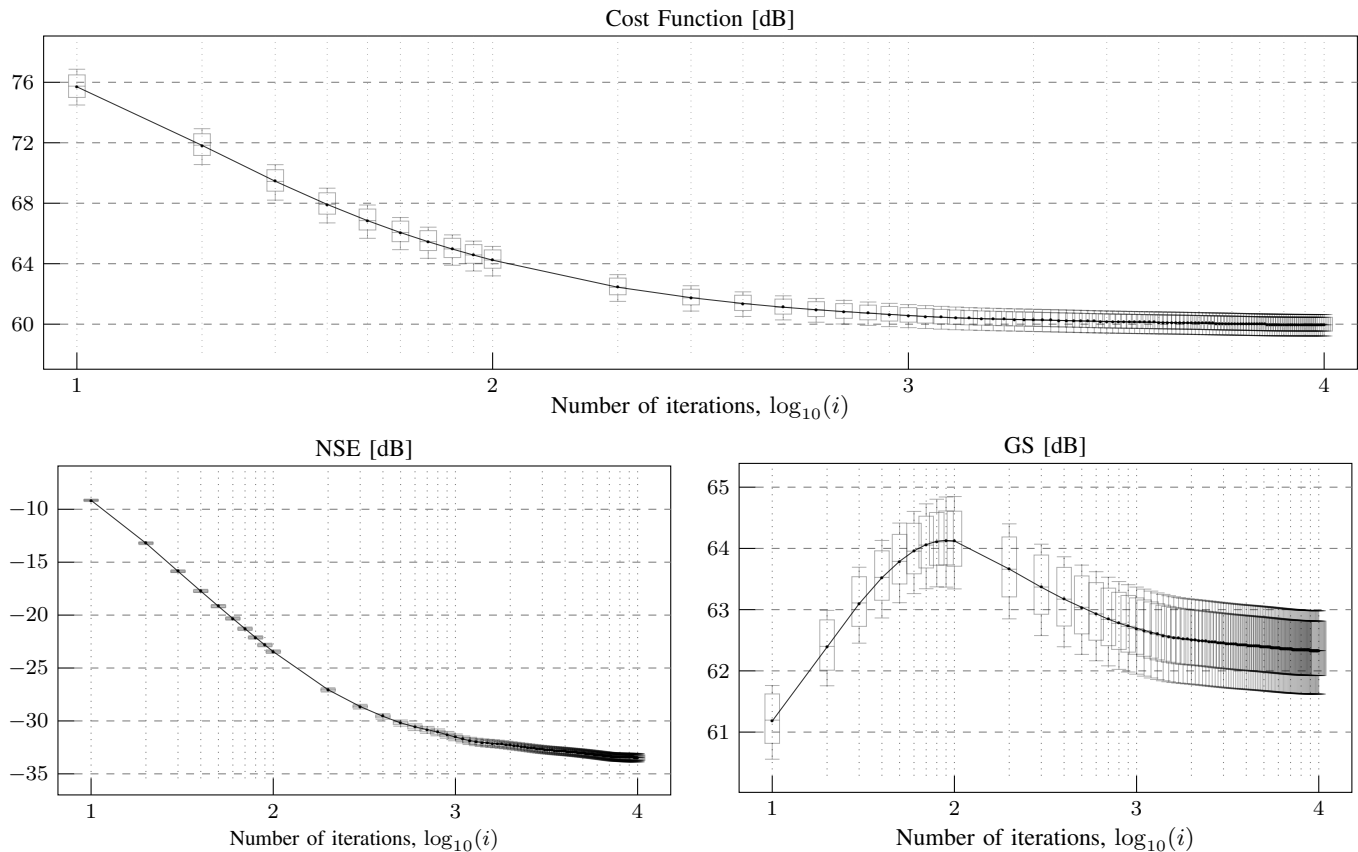 Cost Function [dB]
76
72
68
64
60
1 2 3 4
Number of iterations, log₁₀(i)
NSE [dB]
−10
−15
−20
−25
−30
−35
1 2 3 4
Number of iterations, log₁₀(i)
GS [dB]
65
64
63
62
61
1 2 3 4
Number of iterations, log₁₀(i)